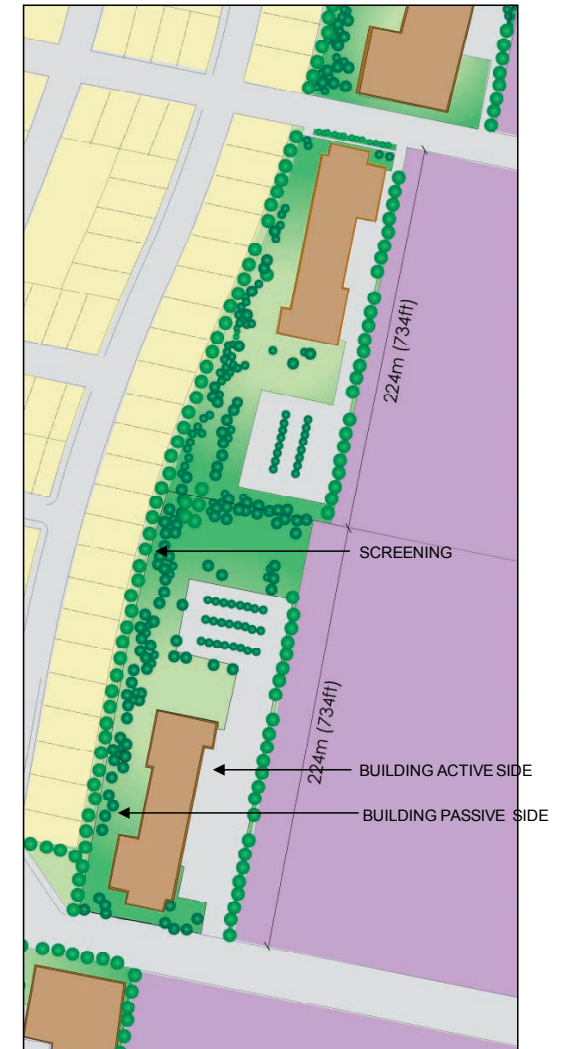 224m (734ft)
SCREENING
224m (734ft)
BUILDING ACTIVE SIDE
BUILDING PASSIVE SIDE